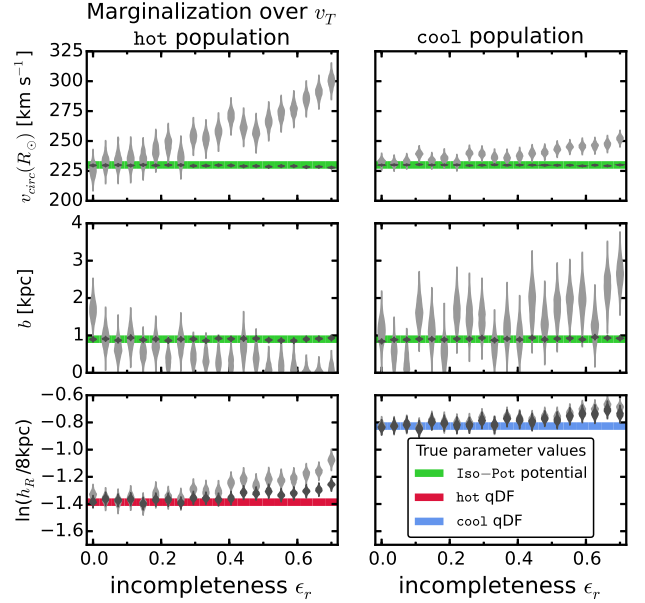 Marginalization over v_T
hot population
cool population
v_circ(R_⊙) [km s⁻¹]
325
300
275
250
225
200
b [kpc]
4
3
2
1
0
ln(h_R/8kpc)
−0.6
−0.8
−1.0
−1.2
−1.4
−1.6
True parameter values
Iso−Pot potential
hot qDF
cool qDF
0.0 0.2 0.4 0.6
0.0 0.2 0.4 0.6
incompleteness ϵ_r
incompleteness ϵ_r